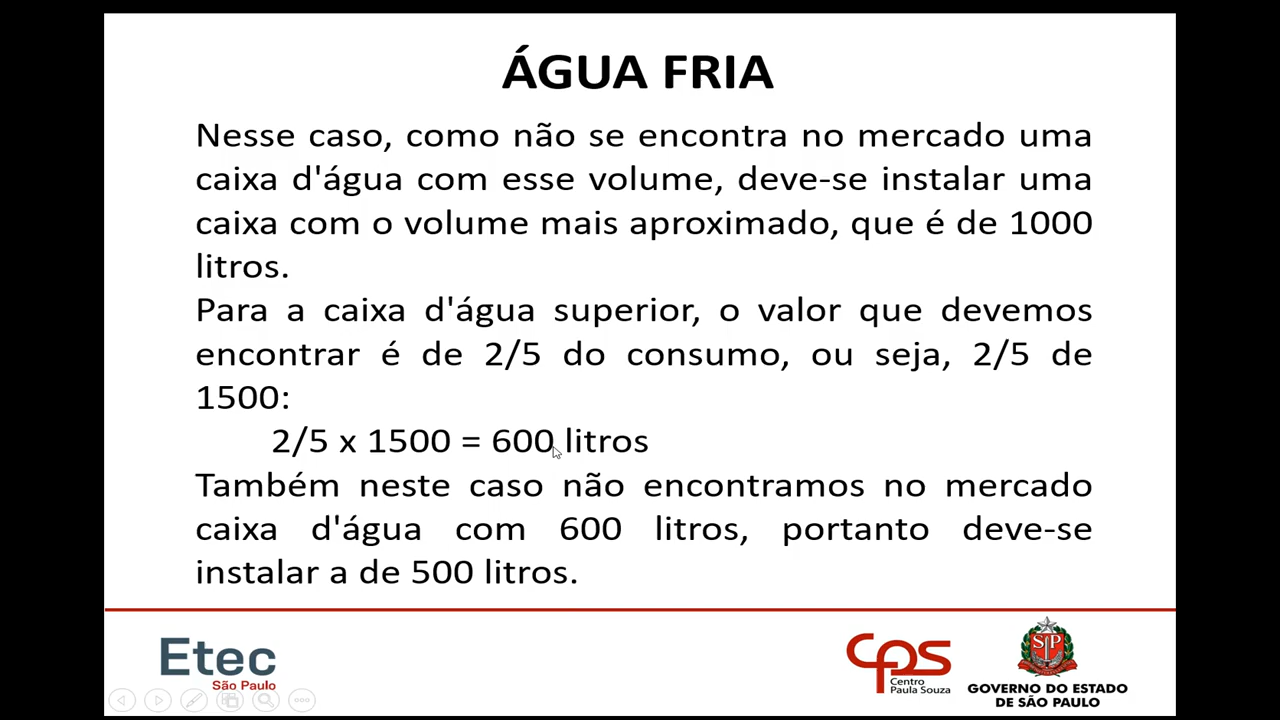 ÁGUA FRIA
Nesse caso, como não se encontra no mercado uma
caixa d'água com esse volume, deve-se instalar uma
caixa com o volume mais aproximado, que é de 1000
litros.
Para a caixa d'água superior, o valor que devemos
encontrar é de 2/5 do consumo, ou seja, 2/5 de
1500:
2/5 x 1500 = 600 litros
Também neste caso não encontramos no mercado
caixa d'água com 600 litros, portanto deve-se
instalar a de 500 litros.
Etec
São Paulo
CPS
Centro
Paula Souza
SP
GOVERNO DO ESTADO
DE SÃO PAULO